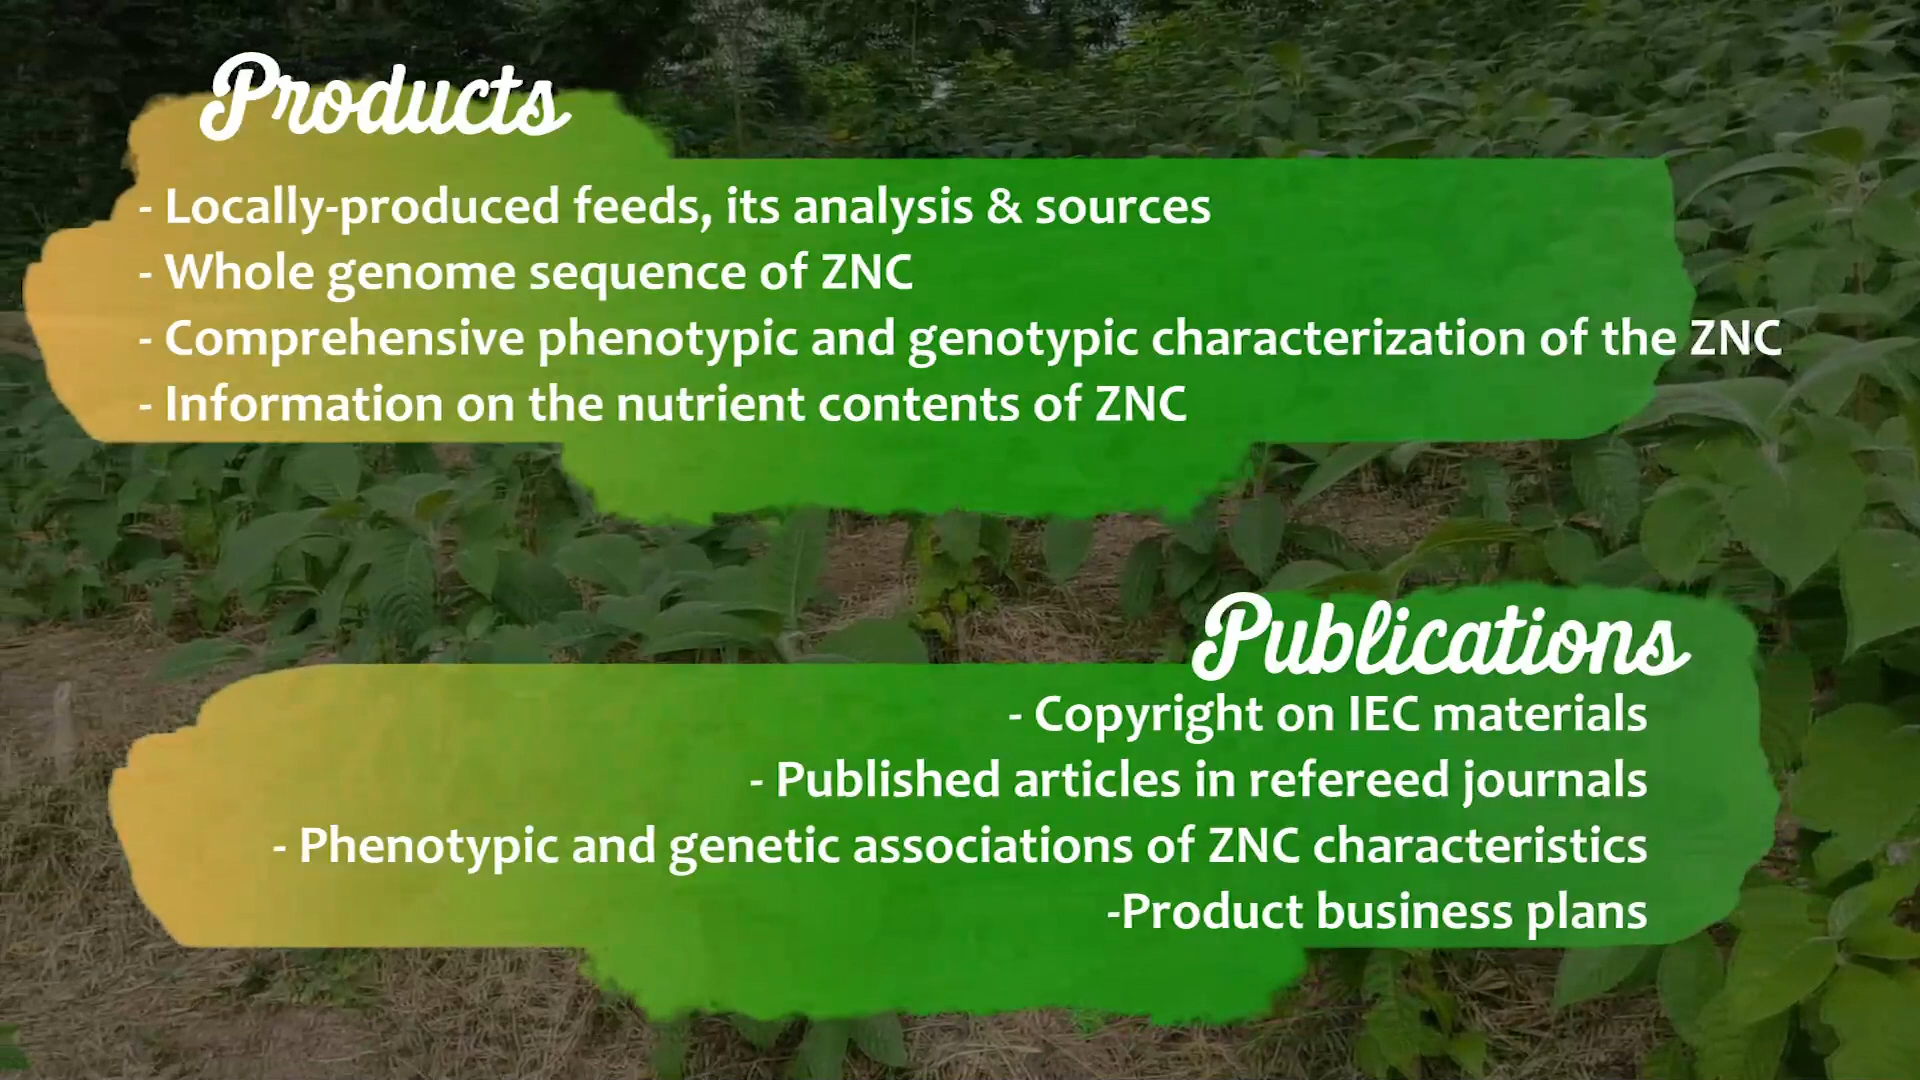 Products
- Locally-produced feeds, its analysis & sources
- Whole genome sequence of ZNC
- Comprehensive phenotypic and genotypic characterization of the ZNC
- Information on the nutrient contents of ZNC
Publications
- Copyright on IEC materials
- Published articles in refereed journals
- Phenotypic and genetic associations of ZNC characteristics
-Product business plans